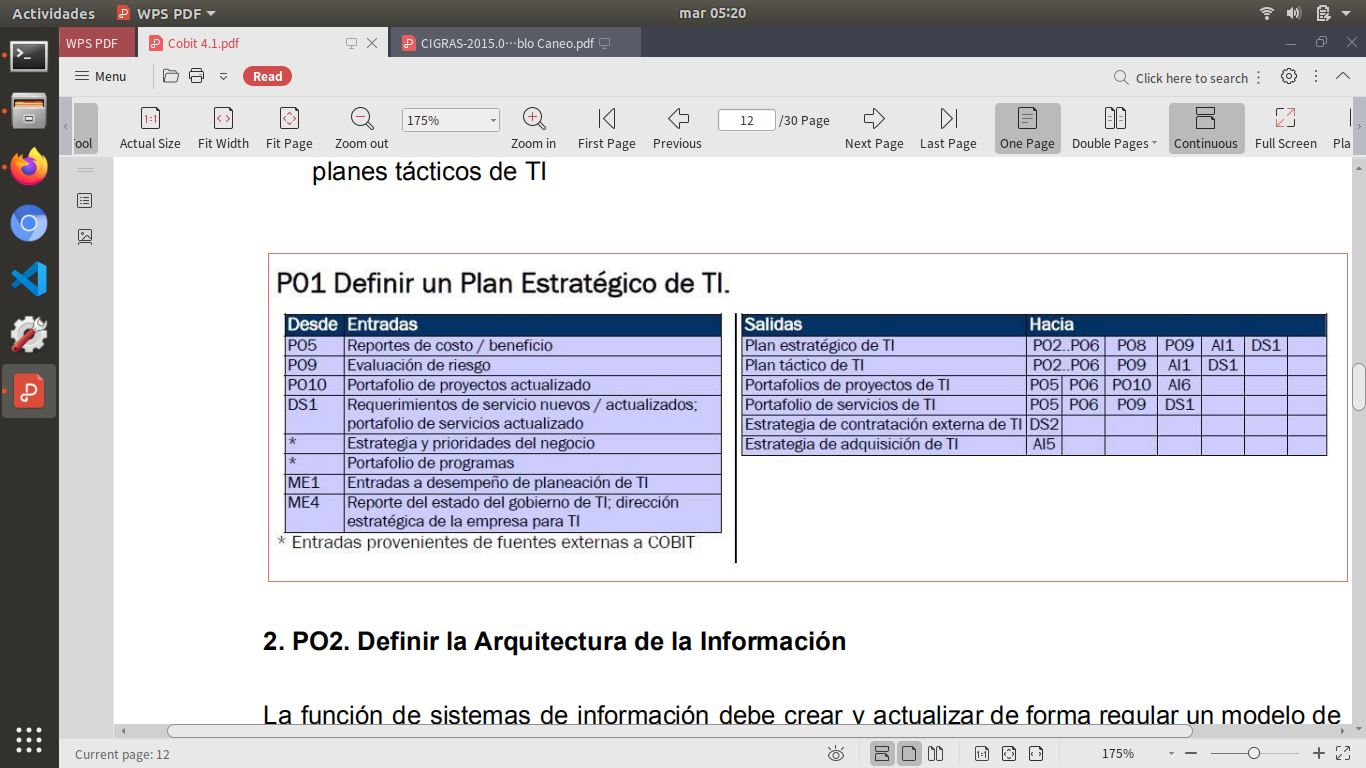 Actividades WPS PDF mar 05:20
WPS PDF Cobit 4.1.pdf CIGRAS-2015.0···blo Caneo.pdf
Menu Read Click here to search
ool Actual Size Fit Width Fit Page Zoom out 175% Zoom in First Page Previous 12 /30 Page Next Page Last Page One Page Double Pages Continuous Full Screen Pla
planes tácticos de TI
PO1 Definir un Plan Estratégico de TI.
Desde Entradas
PO5 Reportes de costo / beneficio
PO9 Evaluación de riesgo
PO10 Portafolio de proyectos actualizado
DS1 Requerimientos de servicio nuevos / actualizados;
portafolio de servicios actualizado
* Estrategia y prioridades del negocio
* Portafolio de programas
ME1 Entradas a desempeño de planeación de TI
ME4 Reporte del estado del gobierno de TI; dirección
estratégica de la empresa para TI
* Entradas provenientes de fuentes externas a COBIT
Salidas Hacia
Plan estratégico de TI PO2..PO6 PO8 PO9 AI1 DS1
Plan táctico de TI PO2..PO6 PO9 AI1 DS1
Portafolios de proyectos de TI PO5 PO6 PO10 AI6
Portafolio de servicios de TI PO5 PO6 PO9 DS1
Estrategia de contratación externa de TI DS2
Estrategia de adquisición de TI AI5
2. PO2. Definir la Arquitectura de la Información
La función de sistemas de información debe crear y actualizar de forma regular un modelo de
Current page: 12 175%